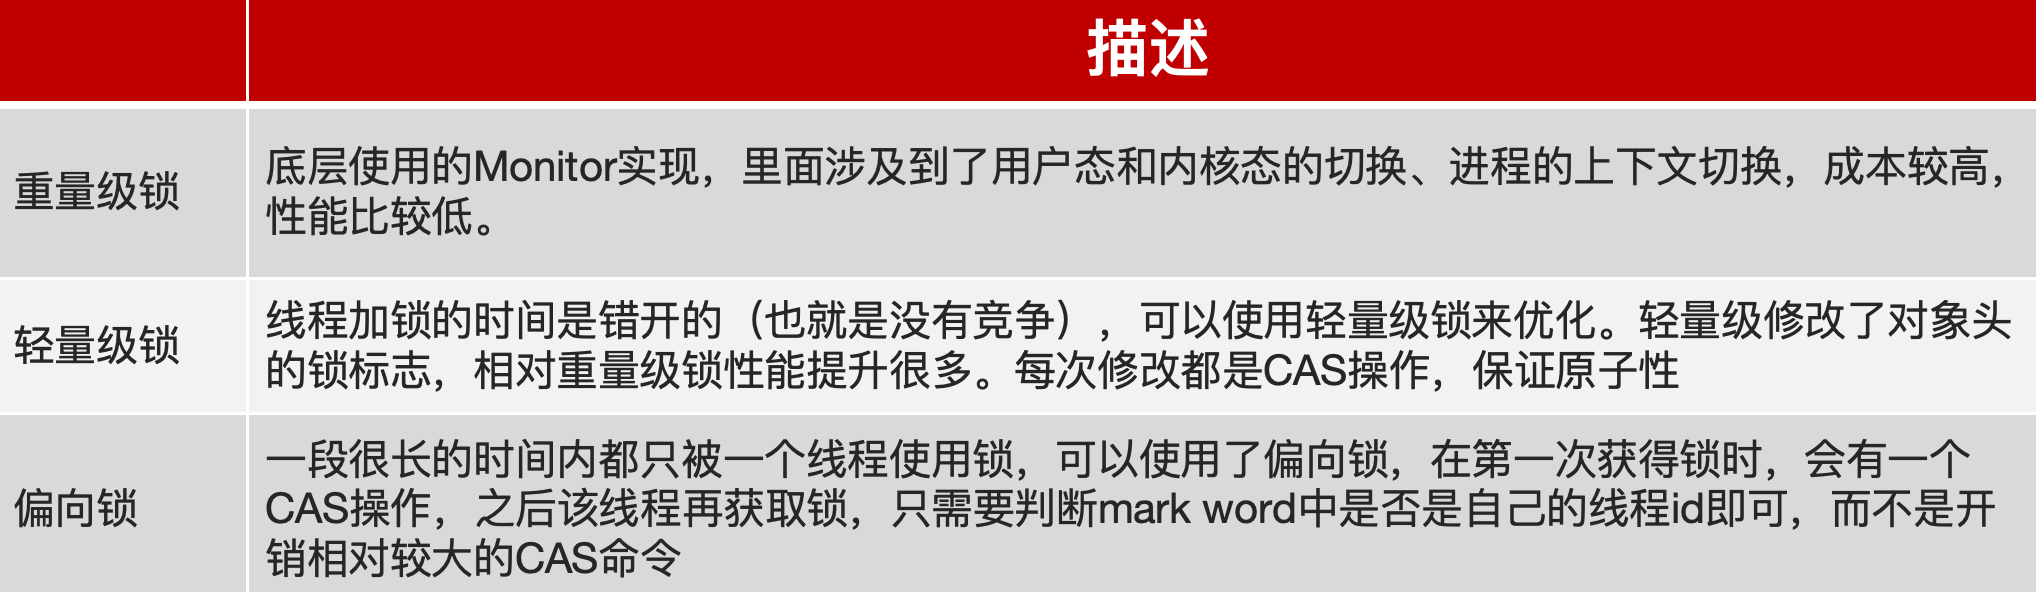 描述
重量级锁
底层使用的Monitor实现，里面涉及到了用户态和内核态的切换、进程的上下文切换，成本较高，
性能比较低。
轻量级锁
线程加锁的时间是错开的（也就是没有竞争），可以使用轻量级锁来优化。轻量级修改了对象头
的锁标志，相对重量级锁性能提升很多。每次修改都是CAS操作，保证原子性
偏向锁
一段很长的时间内都只被一个线程使用锁，可以使用了偏向锁，在第一次获得锁时，会有一个
CAS操作，之后该线程再获取锁，只需要判断mark word中是否是自己的线程id即可，而不是开
销相对较大的CAS命令